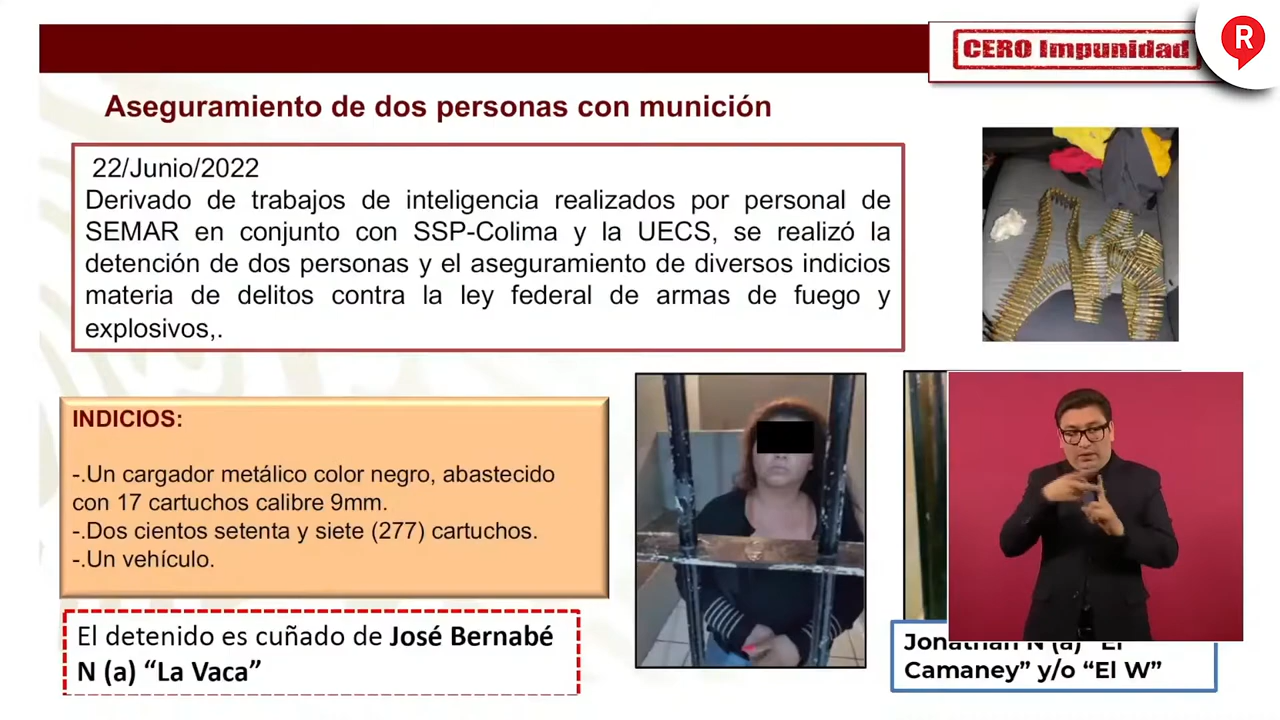 CERO Impunidad
R
Aseguramiento de dos personas con munición
22/Junio/2022
Derivado de trabajos de inteligencia realizados por personal de
SEMAR en conjunto con SSP-Colima y la UECS, se realizó la
detención de dos personas y el aseguramiento de diversos indicios
materia de delitos contra la ley federal de armas de fuego y
explosivos,.
INDICIOS:
-.Un cargador metálico color negro, abastecido
con 17 cartuchos calibre 9mm.
-.Dos cientos setenta y siete (277) cartuchos.
-.Un vehículo.
El detenido es cuñado de José Bernabé
N (a) “La Vaca”
Jonathan N (a) “El
Camaney” y/o “El W”